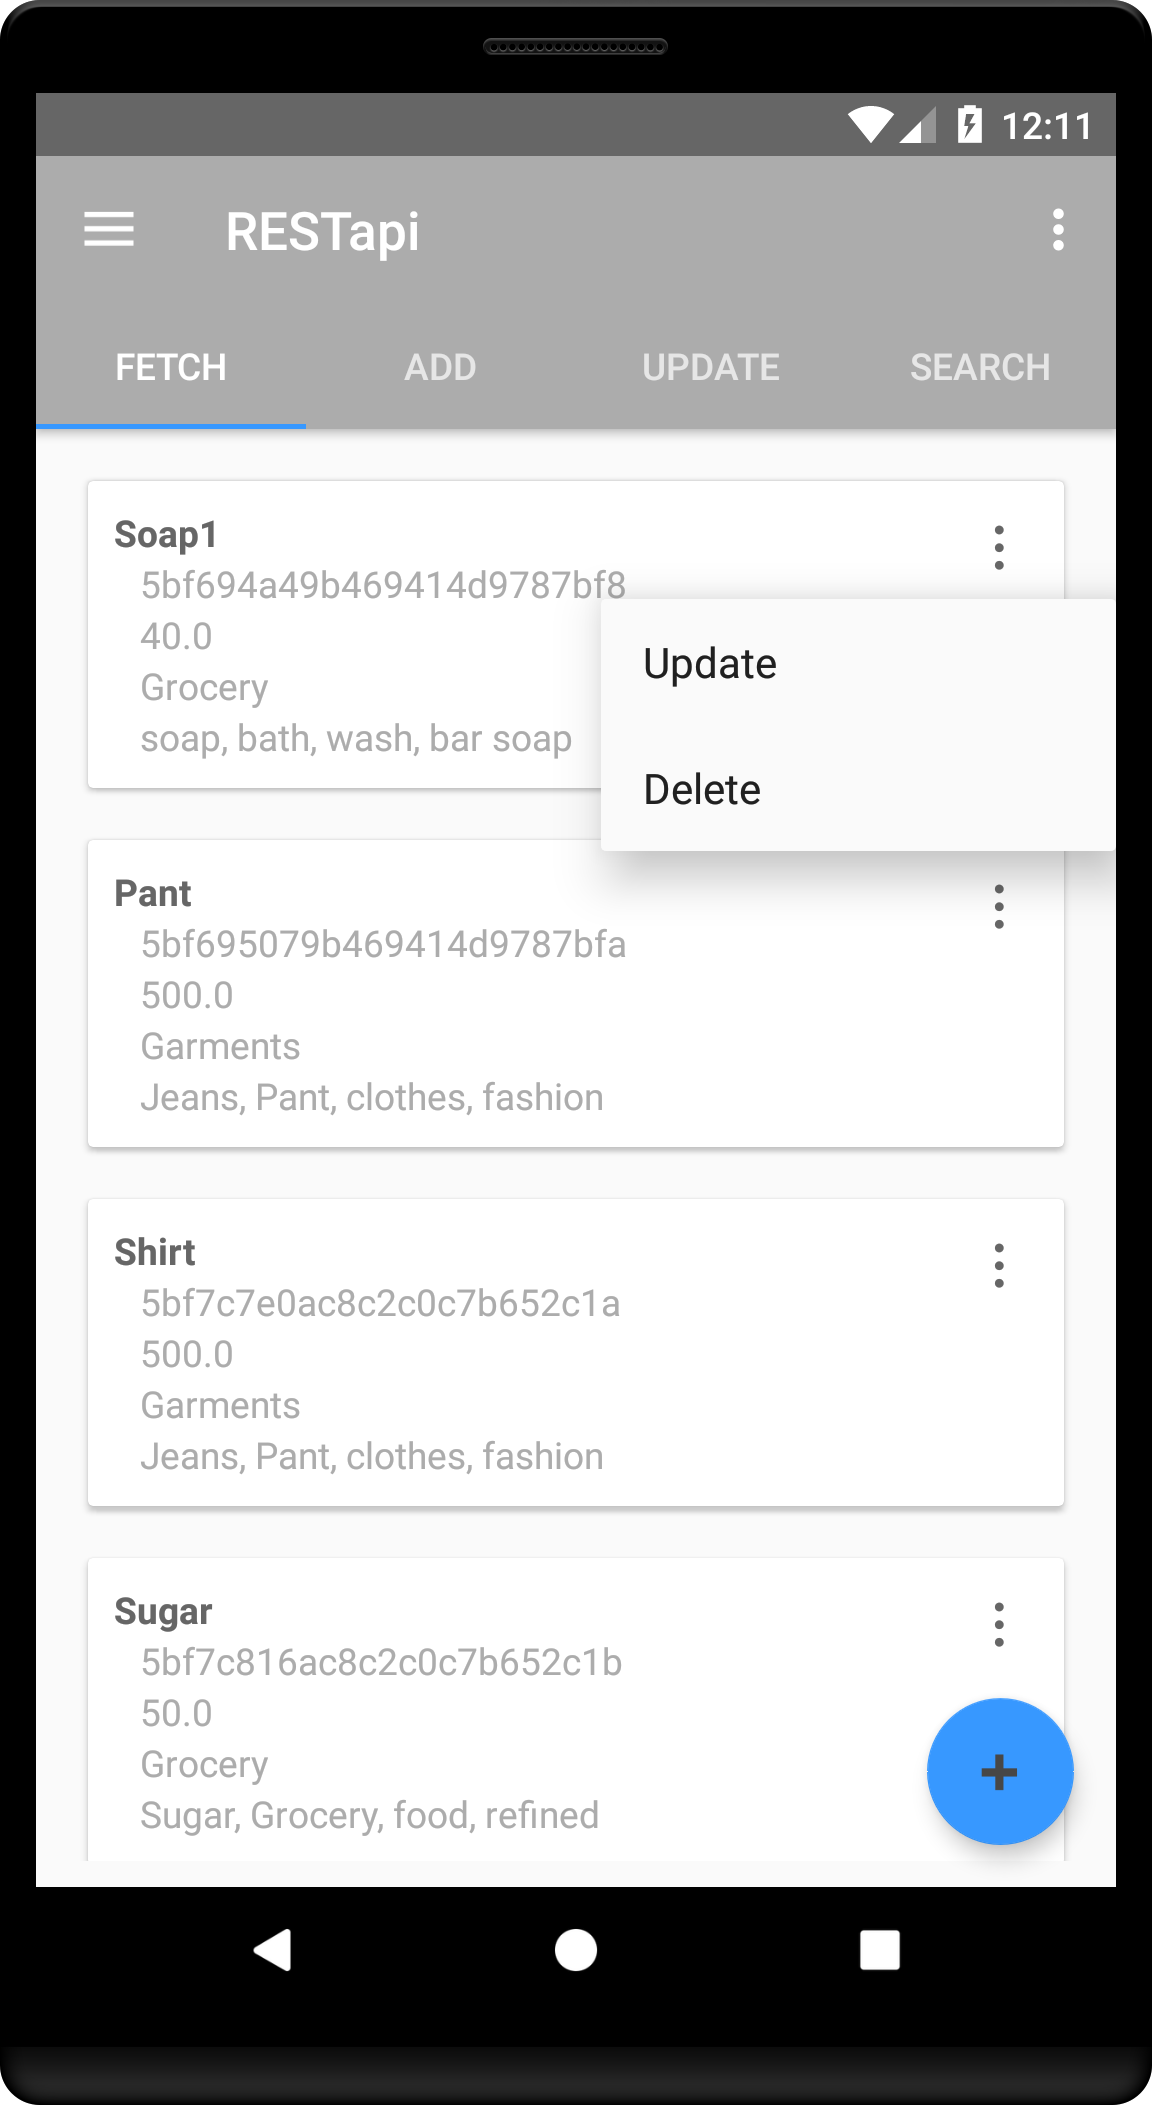 12:11
RESTapi
FETCH ADD UPDATE SEARCH
Soap1
5bf694a49b469414d9787bf8
40.0
Grocery
soap, bath, wash, bar soap
Update
Delete
Pant
5bf695079b469414d9787bfa
500.0
Garments
Jeans, Pant, clothes, fashion
Shirt
5bf7c7e0ac8c2c0c7b652c1a
500.0
Garments
Jeans, Pant, clothes, fashion
Sugar
5bf7c816ac8c2c0c7b652c1b
50.0
Grocery
Sugar, Grocery, food, refined